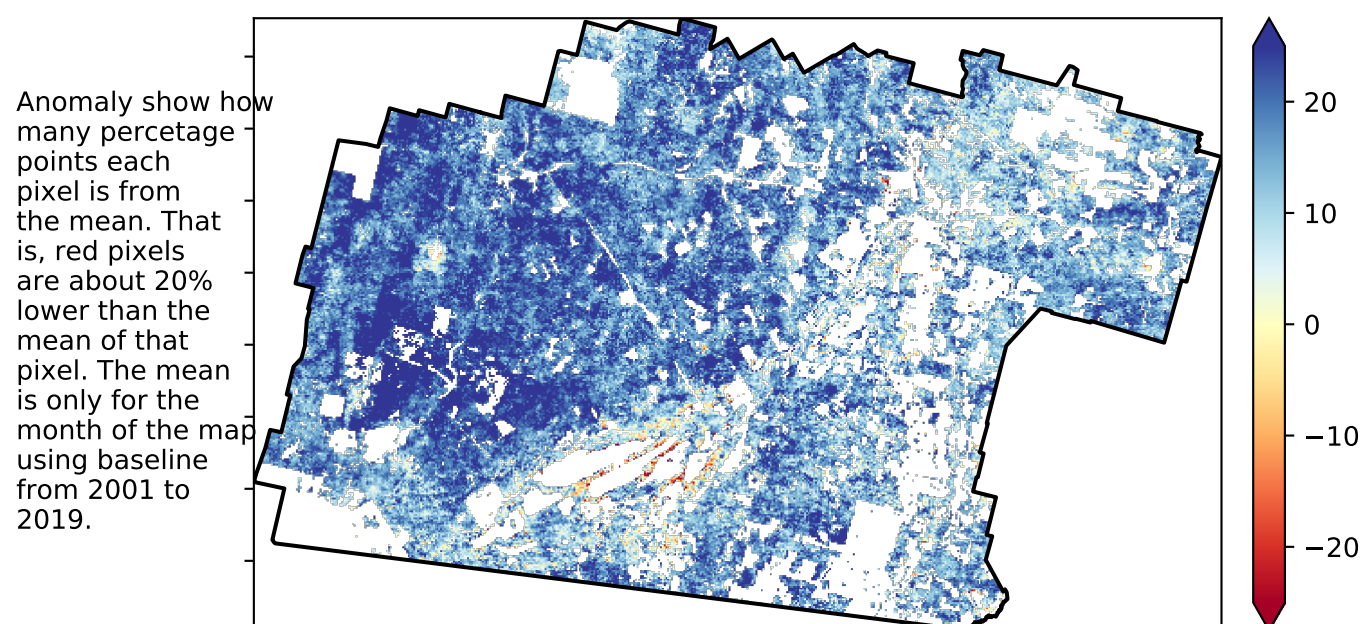 Anomaly show how
many percetage
points each
pixel is from
the mean. That
is, red pixels
are about 20%
lower than the
mean of that
pixel. The mean
is only for the
month of the map
using baseline
from 2001 to
2019.
20
10
0
−10
−20